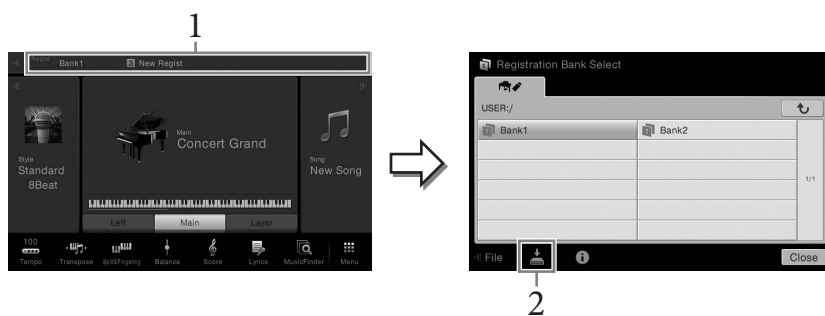 1
Regist Bank1 S New Regist
Main
Concert Grand
Style
Standard
8Beat
Song
New Song
Left Main Layer
100
Tempo Transpose Split&Fingering Balance Score Lyrics MusicFinder Menu
Registration Bank Select
USER:/
1 Bank1 1 Bank2
1/1
File Close
2